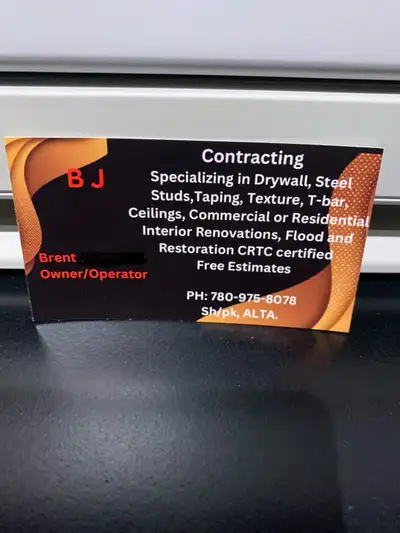 B J
Contracting
Specializing in Drywall, Steel
Studs,Taping, Texture, T-bar,
Ceilings, Commercial or Residential
Interior Renovations, Flood and
Restoration CRTC certified
Free Estimates
Brent
Owner/Operator
PH: 780-975-8078
Sh/pk, ALTA.